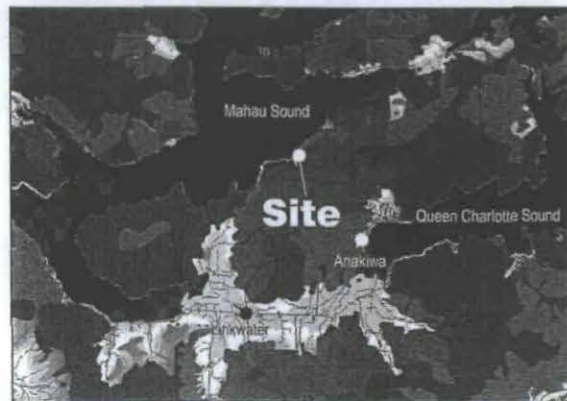 Mahau Sound
Site
Queen Charlotte Sound
Anakiwa
Linkwater